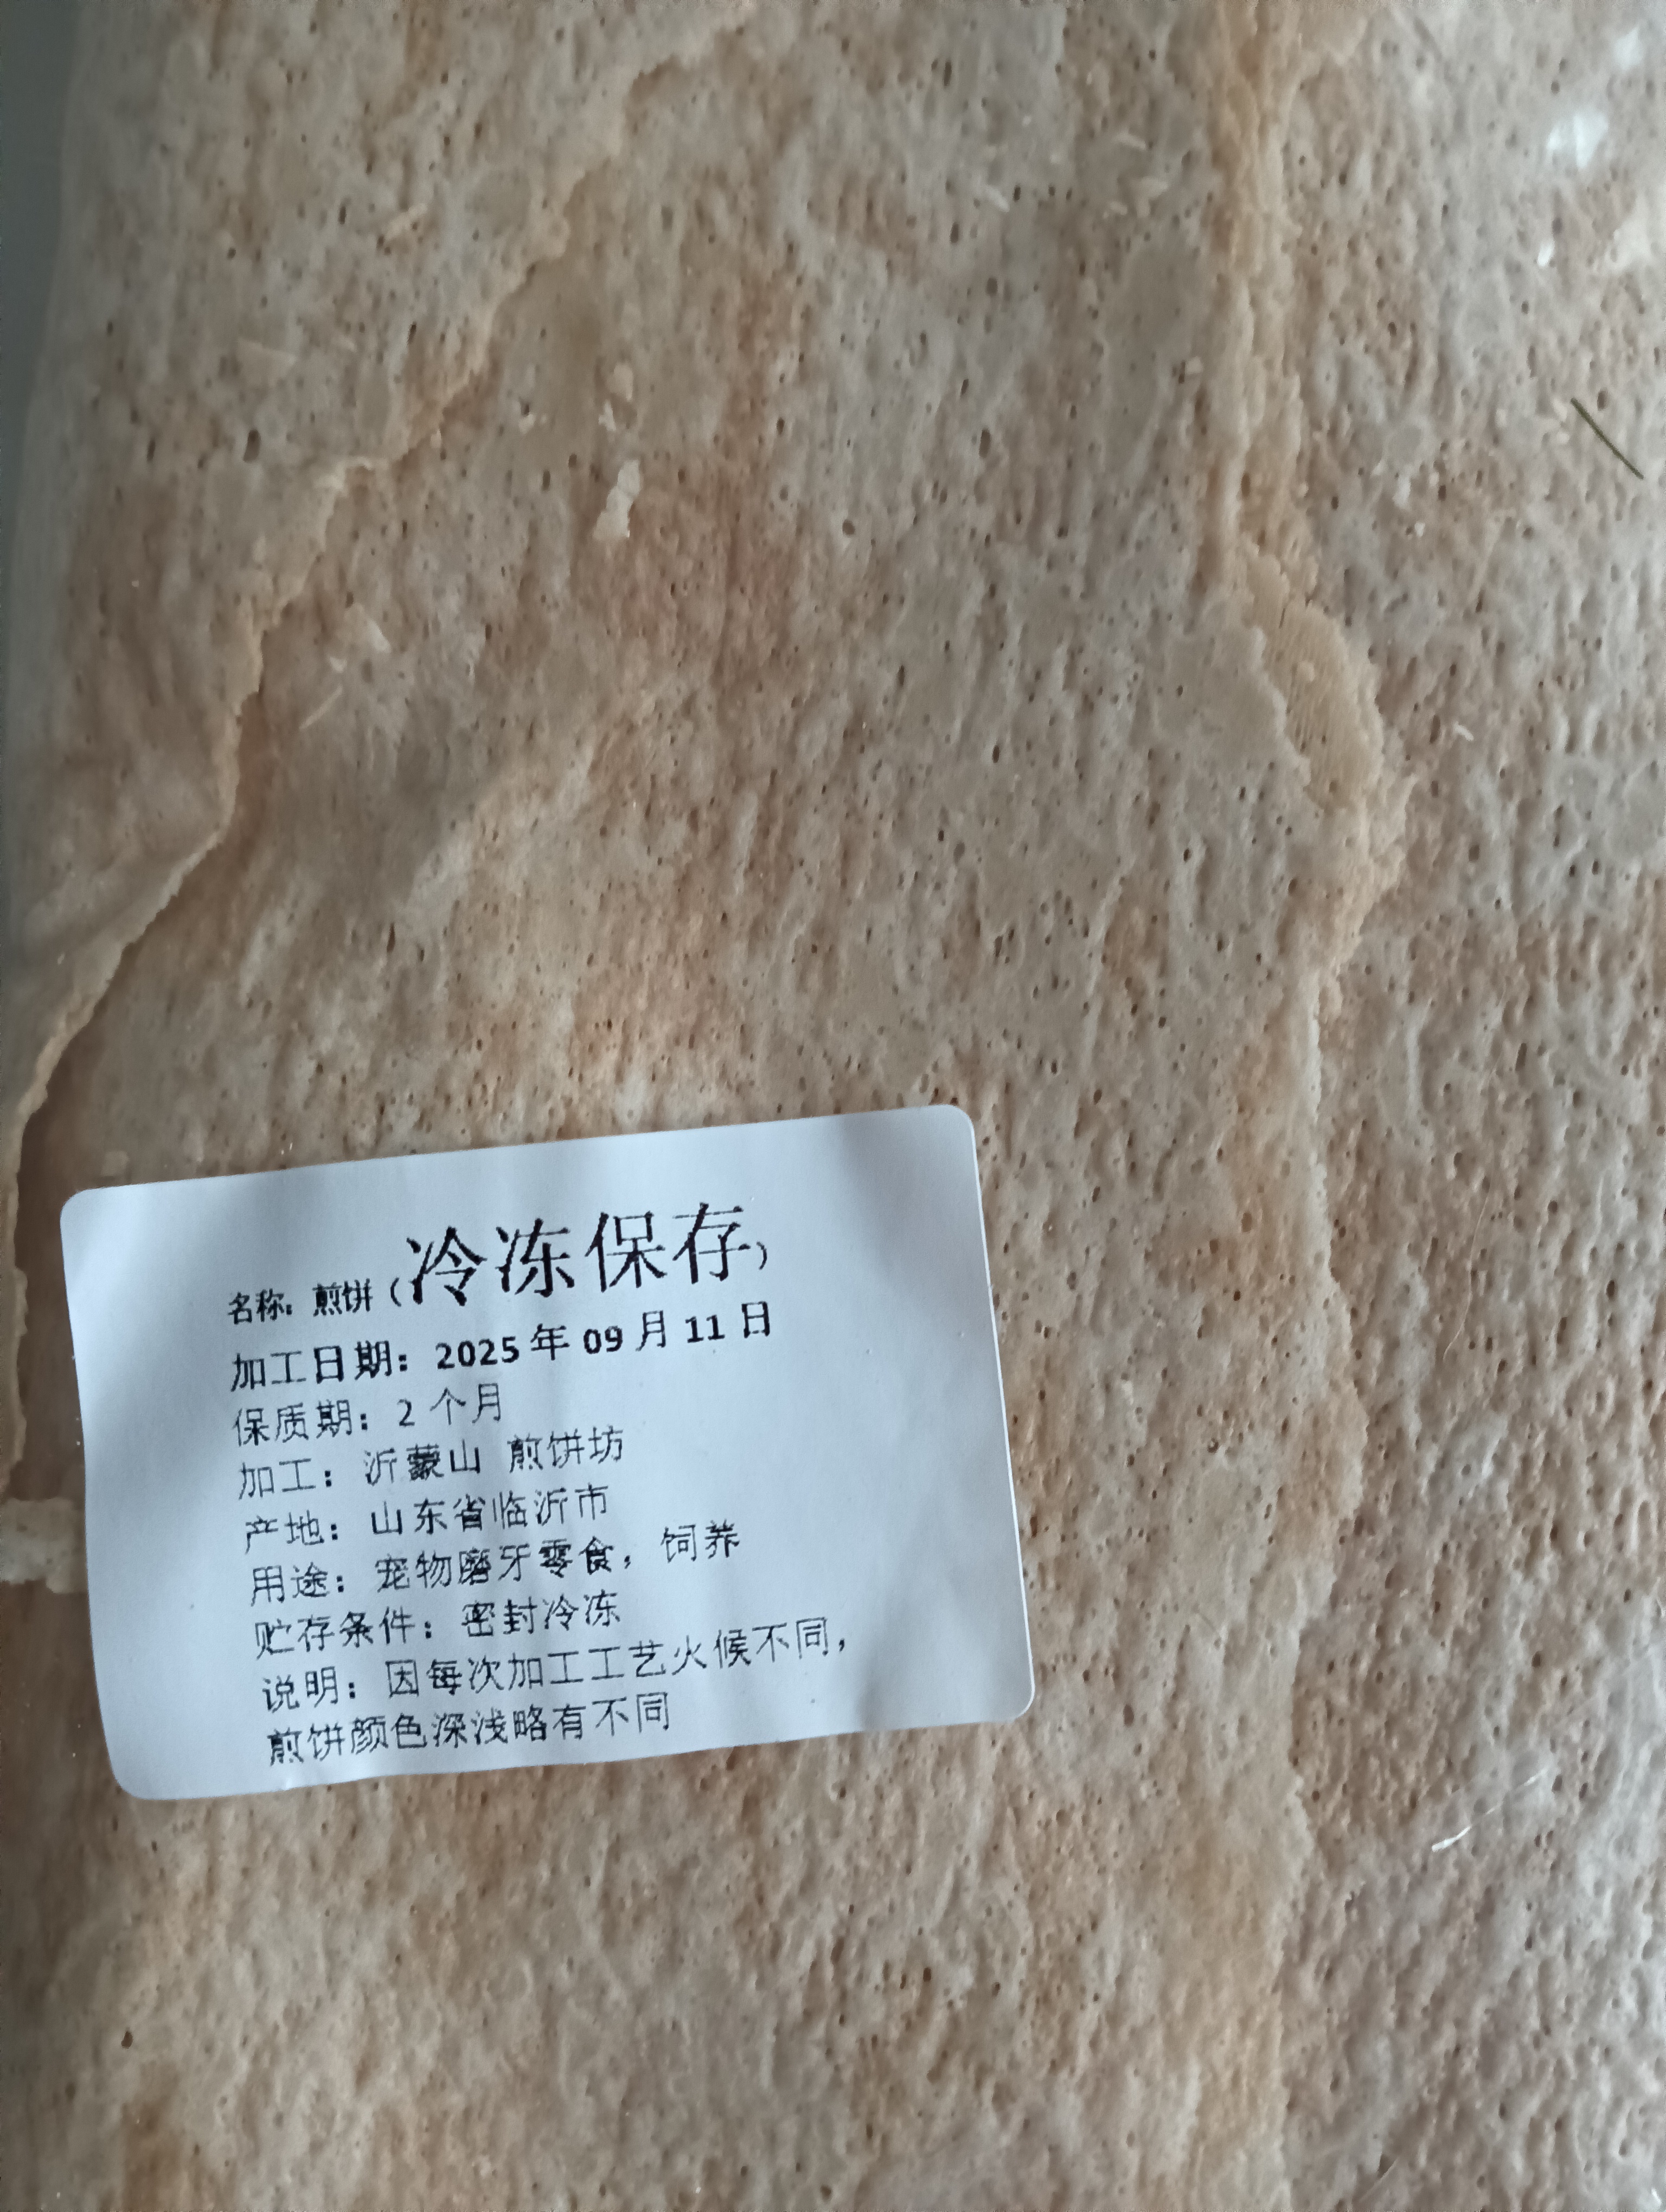 名称：煎饼（冷冻保存）
加工日期：2025年09月11日
保质期：2个月
加工：沂蒙山 煎饼坊
产地：山东省临沂市
用途：宠物磨牙零食，饲养
贮存条件：密封冷冻
说明：因每次加工工艺火候不同，
煎饼颜色深浅略有不同